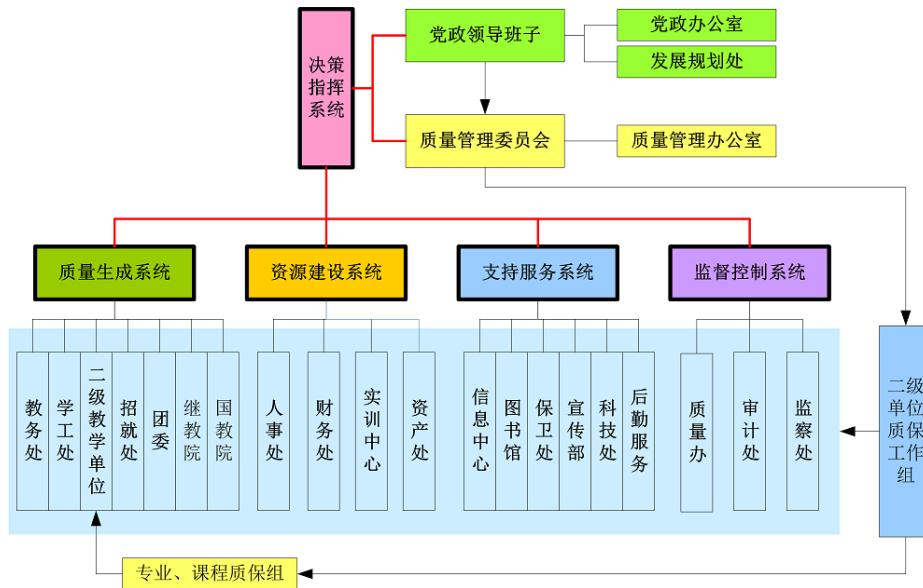 党政领导班子
党政办公室
发展规划处
决策
指挥
系统
质量管理委员会
质量管理办公室
质量生成系统
资源建设系统
支持服务系统
监督控制系统
教务处
学工处
二级教学单位
招就处
团委
继教院
国教院
人事处
财务处
实训中心
资产处
信息中心
图书馆
保卫处
宣传部
科技处
后勤服务
质量办
审计处
监察处
二级
单位
质保
工作
组
专业、课程质保组